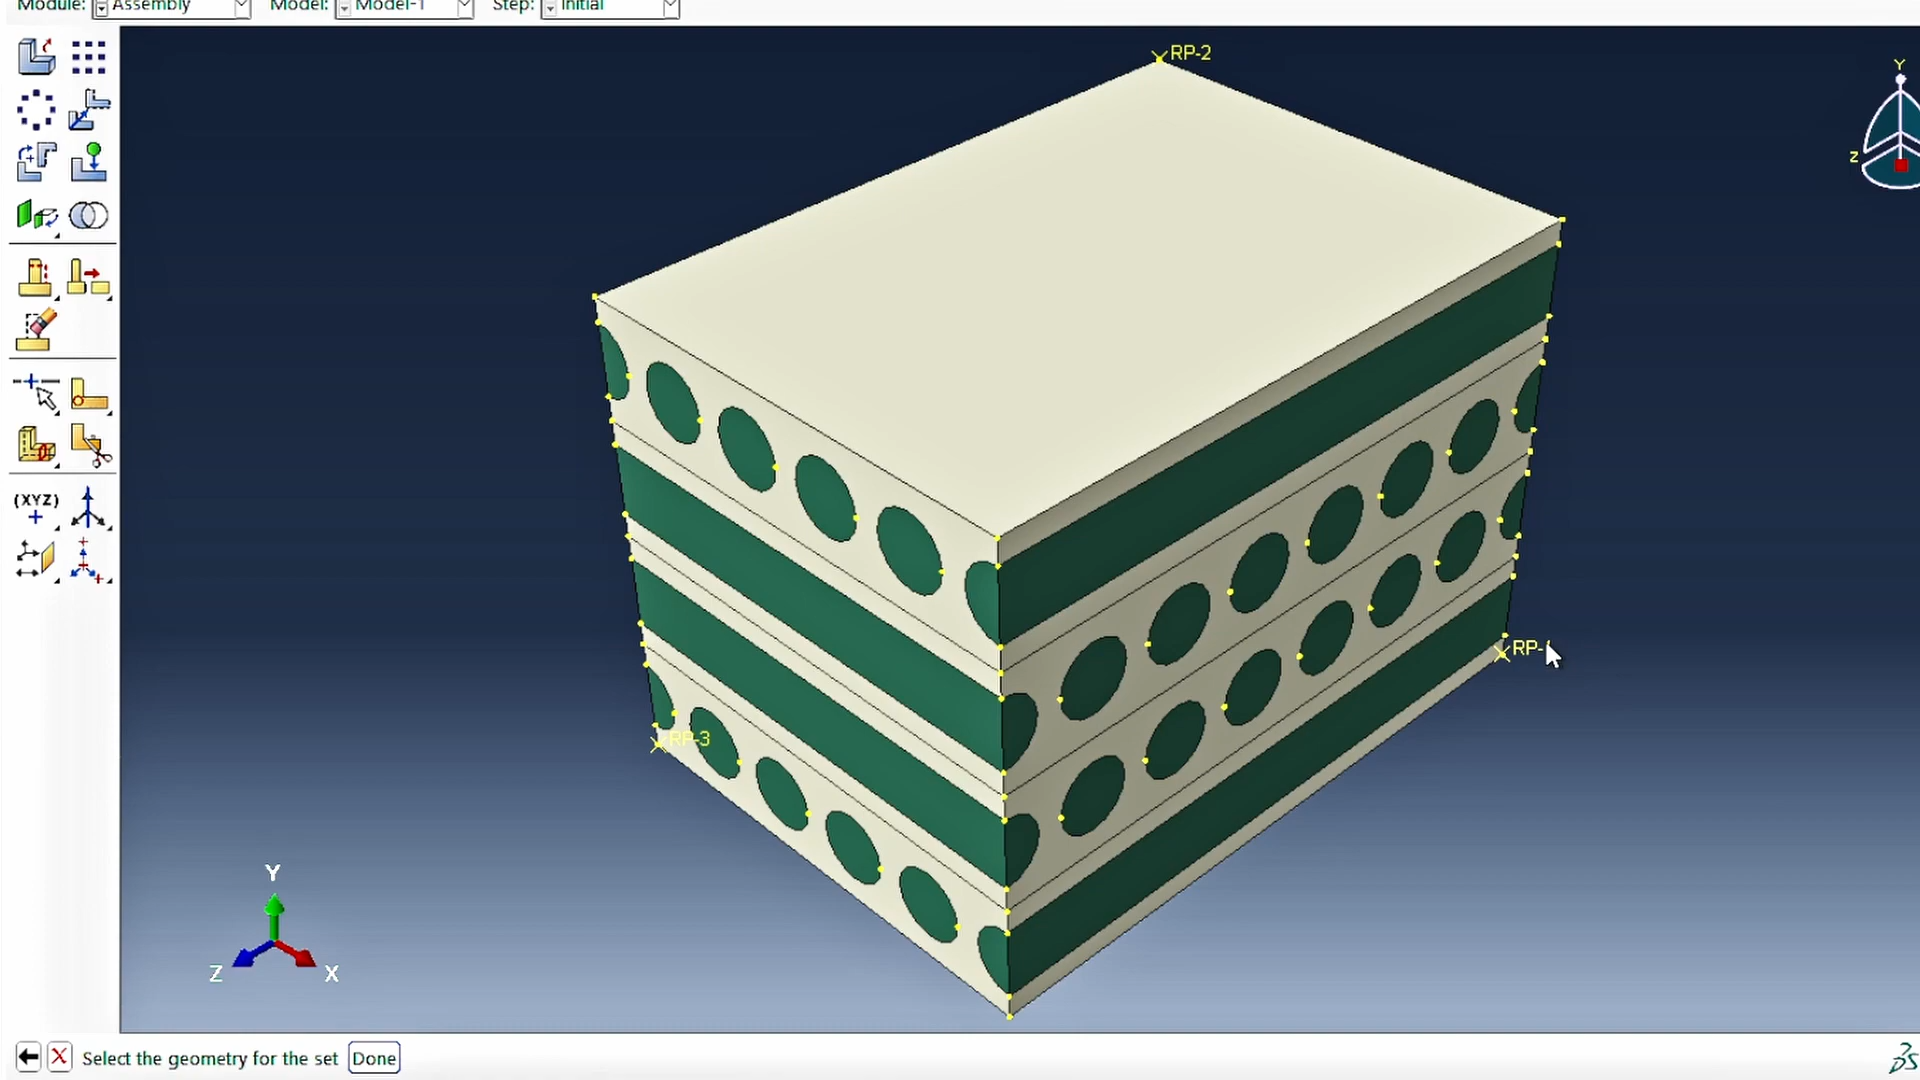 Module: Assembly Model: Model-1 Step: Initial
RP-2
Y
Z
(XYZ)
RP-
RP-3
Y
Z
X
Select the geometry for the set Done